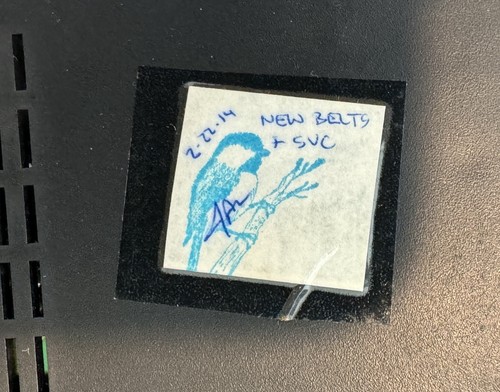 2-22-14
NEW BELTS
+ SVC